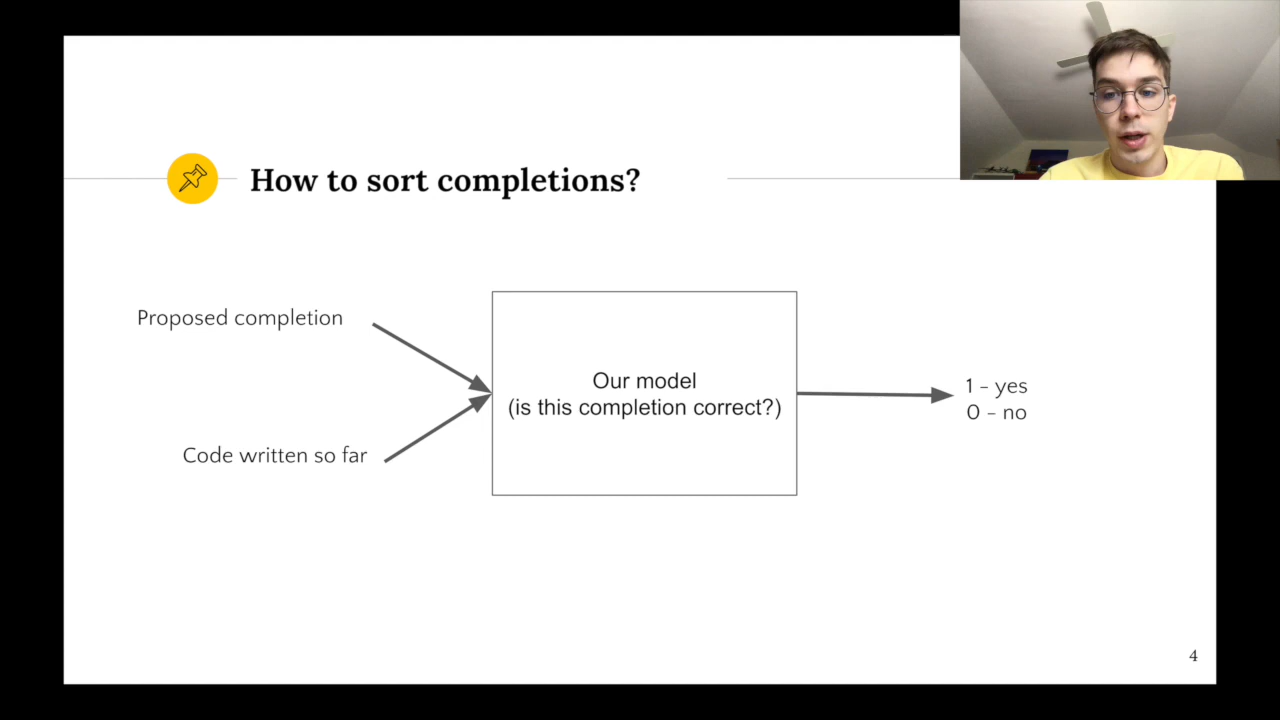 How to sort completions?
Proposed completion
Code written so far
Our model
(is this completion correct?)
1 - yes
0 - no
4